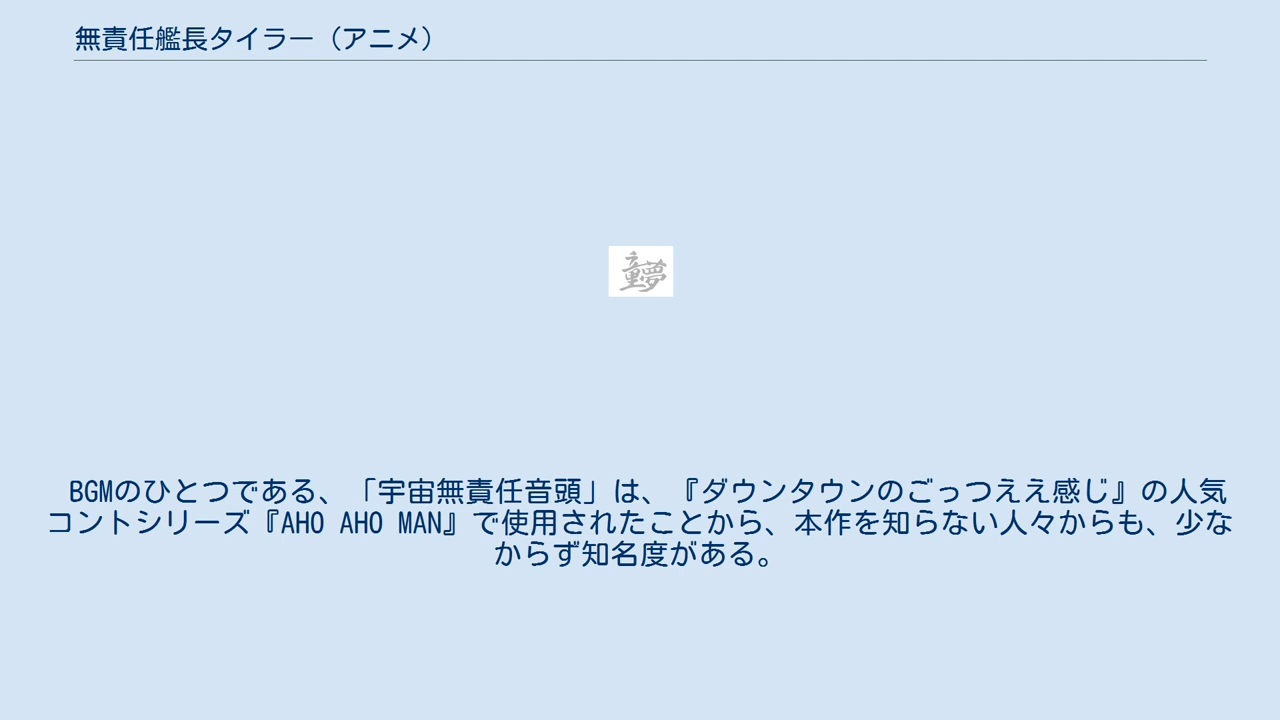 無責任艦長タイラー（アニメ）
童夢
BGMのひとつである、「宇宙無責任音頭」は、『ダウンタウンのごっつええ感じ』の人気
コントシリーズ『AHO AHO MAN』で使用されたことから、本作を知らない人々からも、少な
からず知名度がある。